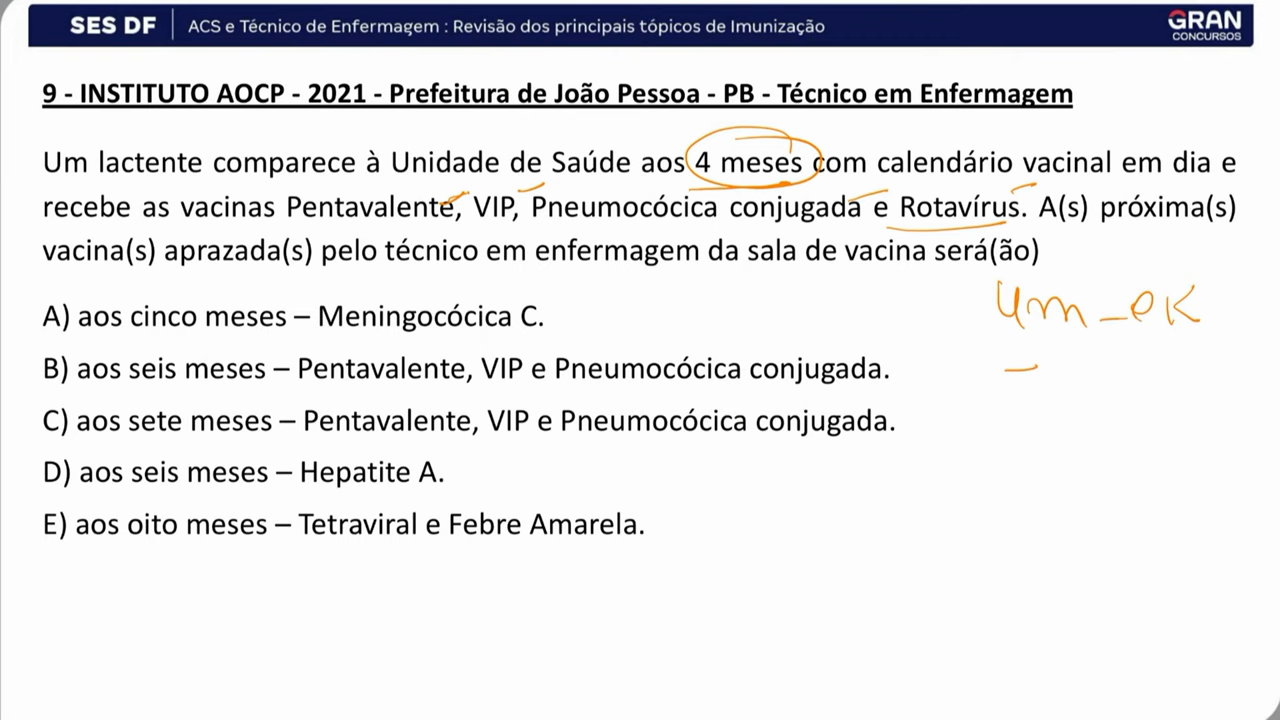 SES DF | ACS e Técnico de Enfermagem : Revisão dos principais tópicos de Imunização
GRAN
CONCURSOS
9 - INSTITUTO AOCP - 2021 - Prefeitura de João Pessoa - PB - Técnico em Enfermagem
Um lactente comparece à Unidade de Saúde aos 4 meses com calendário vacinal em dia e
recebe as vacinas Pentavalente, VIP, Pneumocócica conjugada e Rotavírus. A(s) próxima(s)
vacina(s) aprazada(s) pelo técnico em enfermagem da sala de vacina será(ão)
A) aos cinco meses – Meningocócica C.
4m - ok
B) aos seis meses – Pentavalente, VIP e Pneumocócica conjugada.
C) aos sete meses – Pentavalente, VIP e Pneumocócica conjugada.
D) aos seis meses – Hepatite A.
E) aos oito meses – Tetraviral e Febre Amarela.